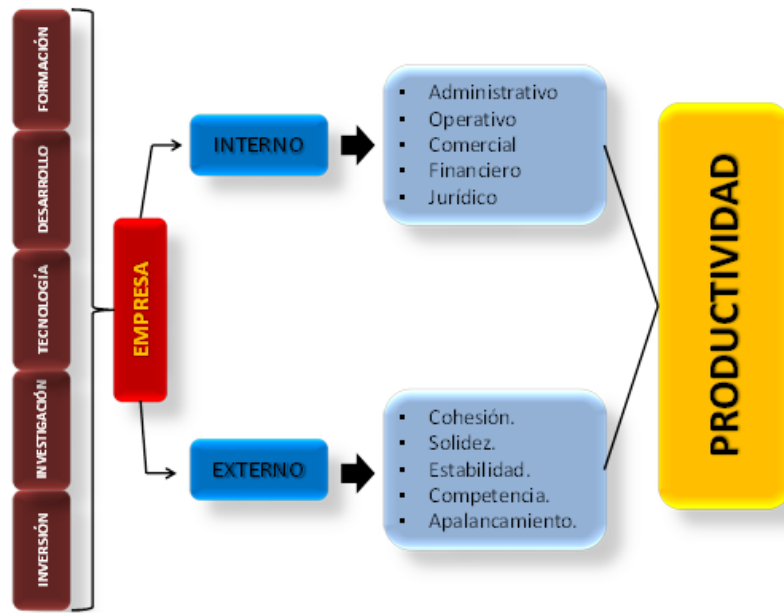 FORMACIÓN
DESARROLLO
TECNOLOGÍA
INVESTIGACIÓN
INVERSIÓN
EMPRESA
INTERNO
▪ Administrativo
▪ Operativo
▪ Comercial
▪ Financiero
▪ Jurídico
EXTERNO
▪ Cohesión.
▪ Solidez.
▪ Estabilidad.
▪ Competencia.
▪ Apalancamiento.
PRODUCTIVIDAD